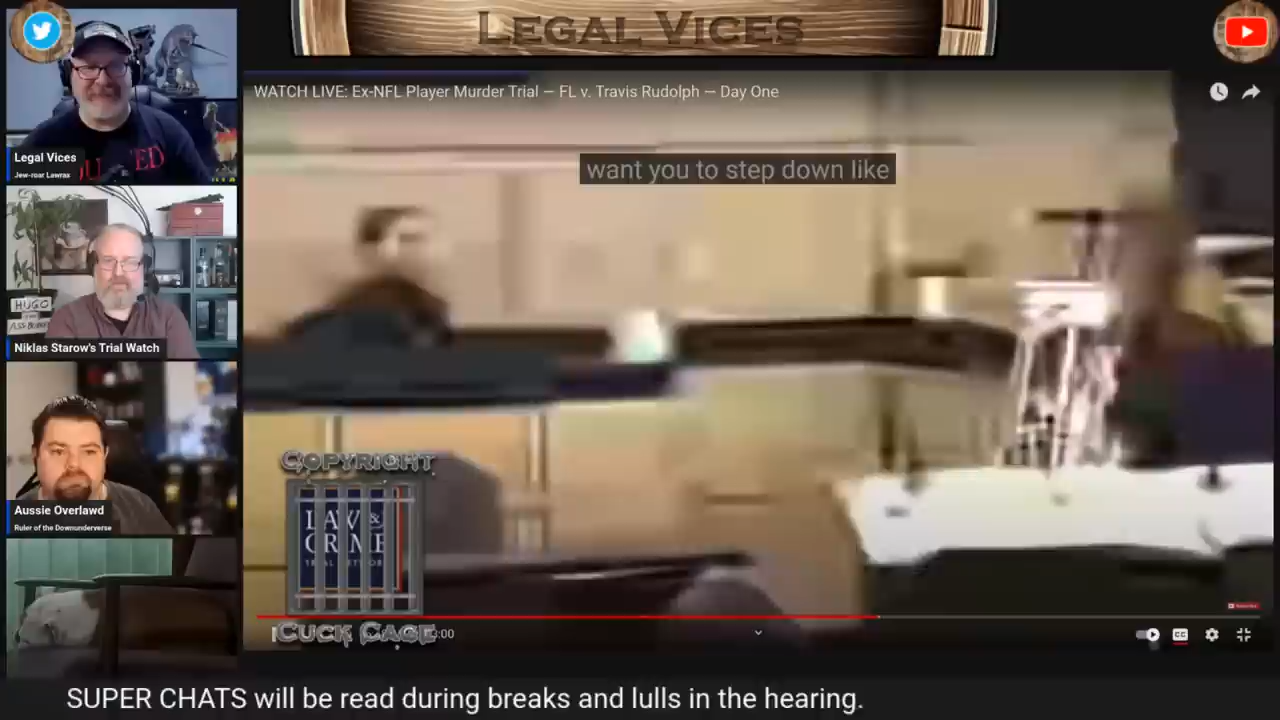 LEGAL VICES
WATCH LIVE: Ex-NFL Player Murder Trial — FL v. Travis Rudolph — Day One
want you to step down like
Legal Vices
Jew-roar Lawrax
HUGO
Niklas Starow's Trial Watch
Aussie Overlawd
Ruler of the Downunderverse
COPYRIGHT
LAW &
CRIME
CUCK CAGE
:00
CC
SUPER CHATS will be read during breaks and lulls in the hearing.